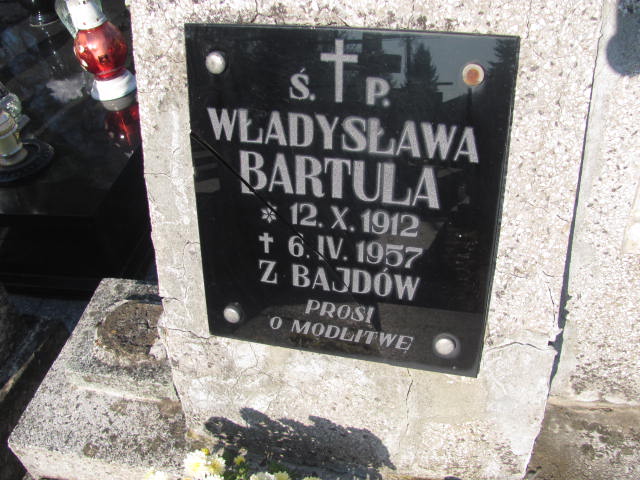 Ś. P.
WŁADYSŁAWA
BARTULA
* 12. X. 1912
✝ 6. IV. 1957
Z BAJDÓW
PROSI
O MODLITWĘ